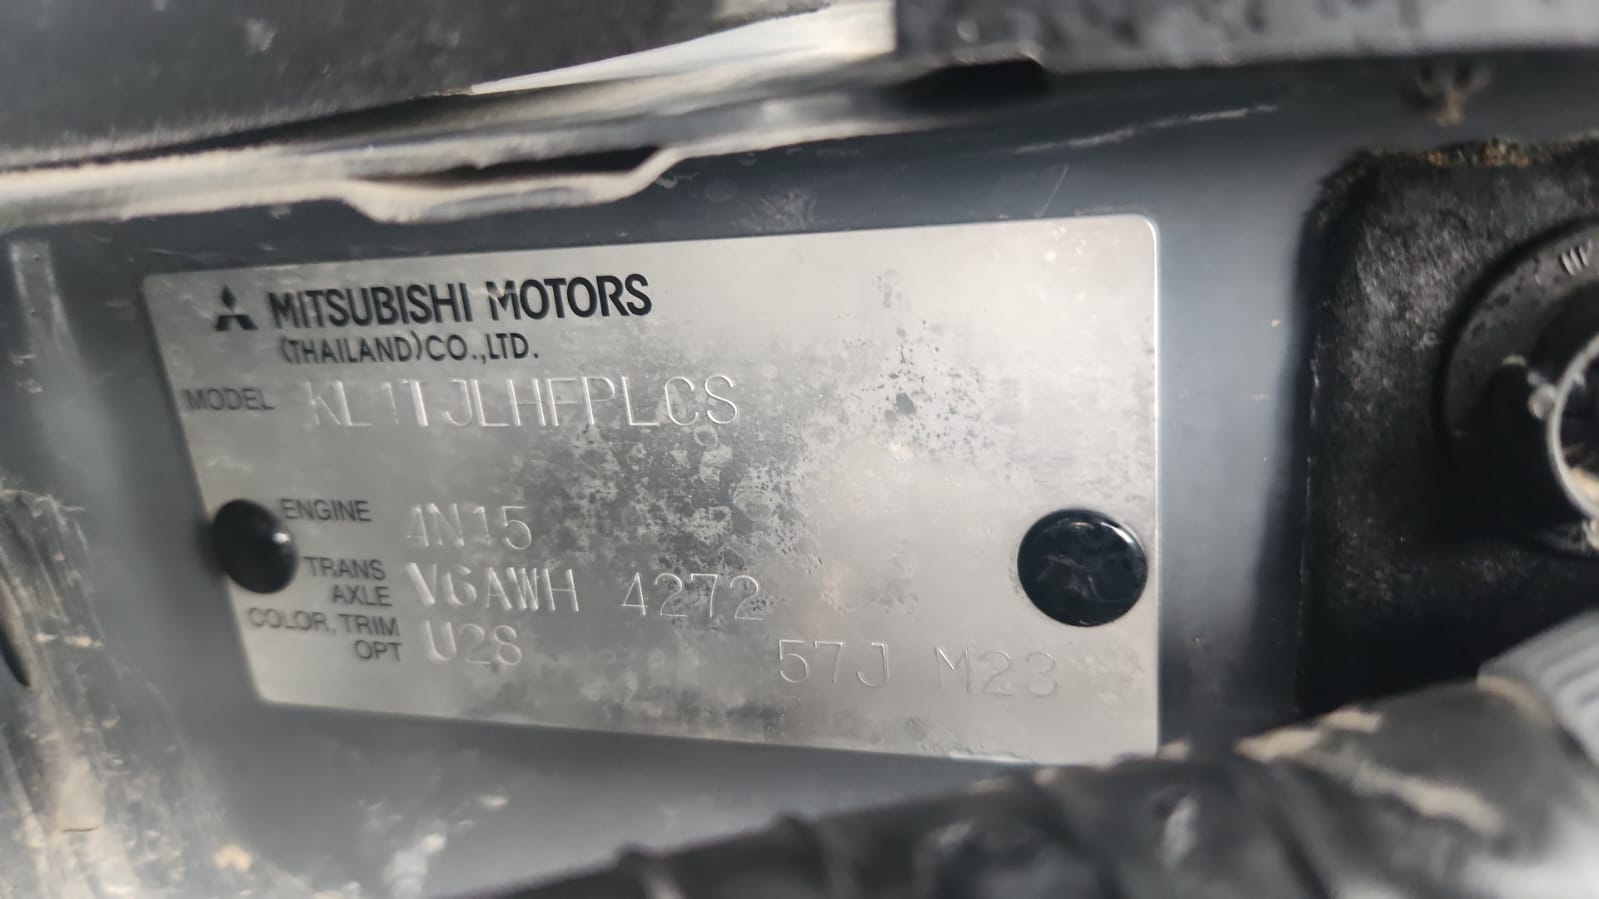 MITSUBISHI MOTORS
(THAILAND)CO.,LTD.
MODEL KL1TJLHFPLCS
ENGINE 4N15
TRANS AXLE V6AWH 4272
COLOR, TRIM OPT U28 57J M23